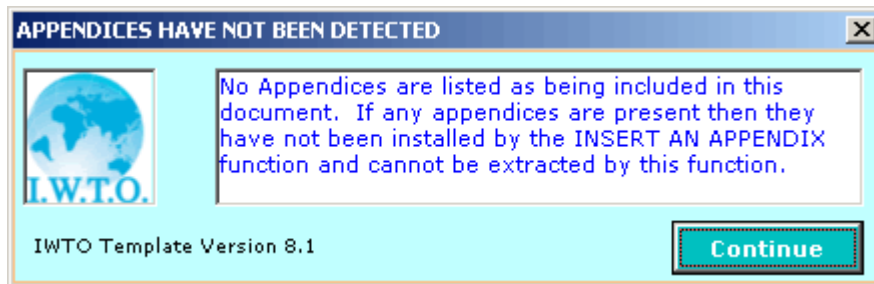 APPENDICES HAVE NOT BEEN DETECTED
No Appendices are listed as being included in this
document. If any appendices are present then they
have not been installed by the INSERT AN APPENDIX
function and cannot be extracted by this function.
I.W.T.O.
IWTO Template Version 8.1
Continue